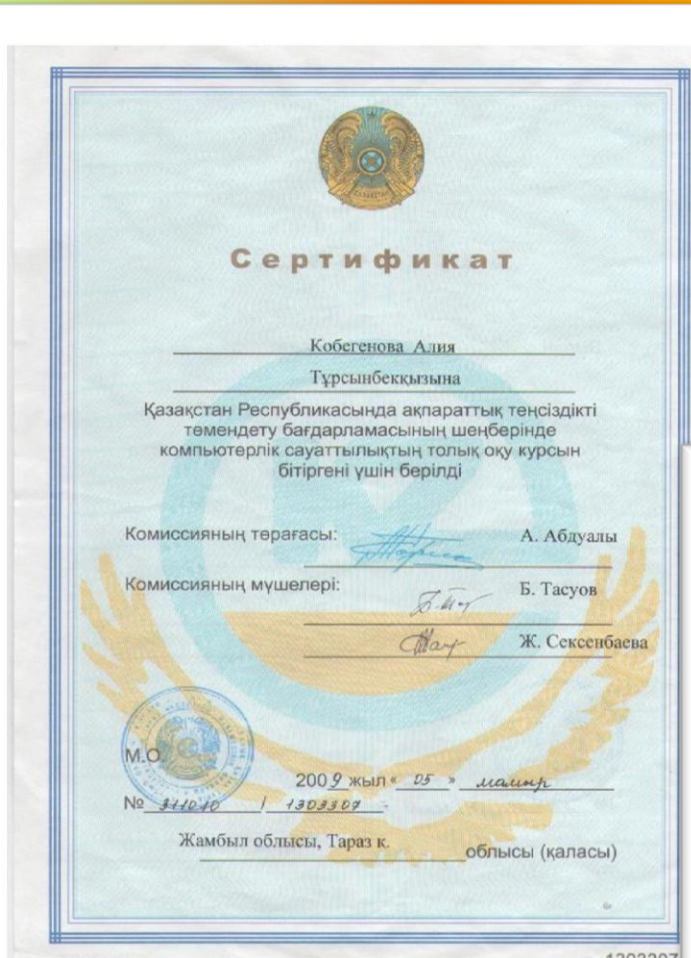 Сертификат
Кобегенова Алия
Тұрсынбекқызына
Қазақстан Республикасында ақпараттық теңсіздікті
төмендету бағдарламасының шеңберінде
компьютерлік сауаттылықтың толық оқу курсын
бітіргені үшін берілді
Комиссияның төрағасы: А. Абдуалы
Комиссияның мүшелері: Б. Тасуов
Ж. Сексенбаева
М.О.
2009 жыл « 05 » мамыр
№ 311010 / 1303307
Жамбыл облысы, Тараз к. облысы (қаласы)
1303307